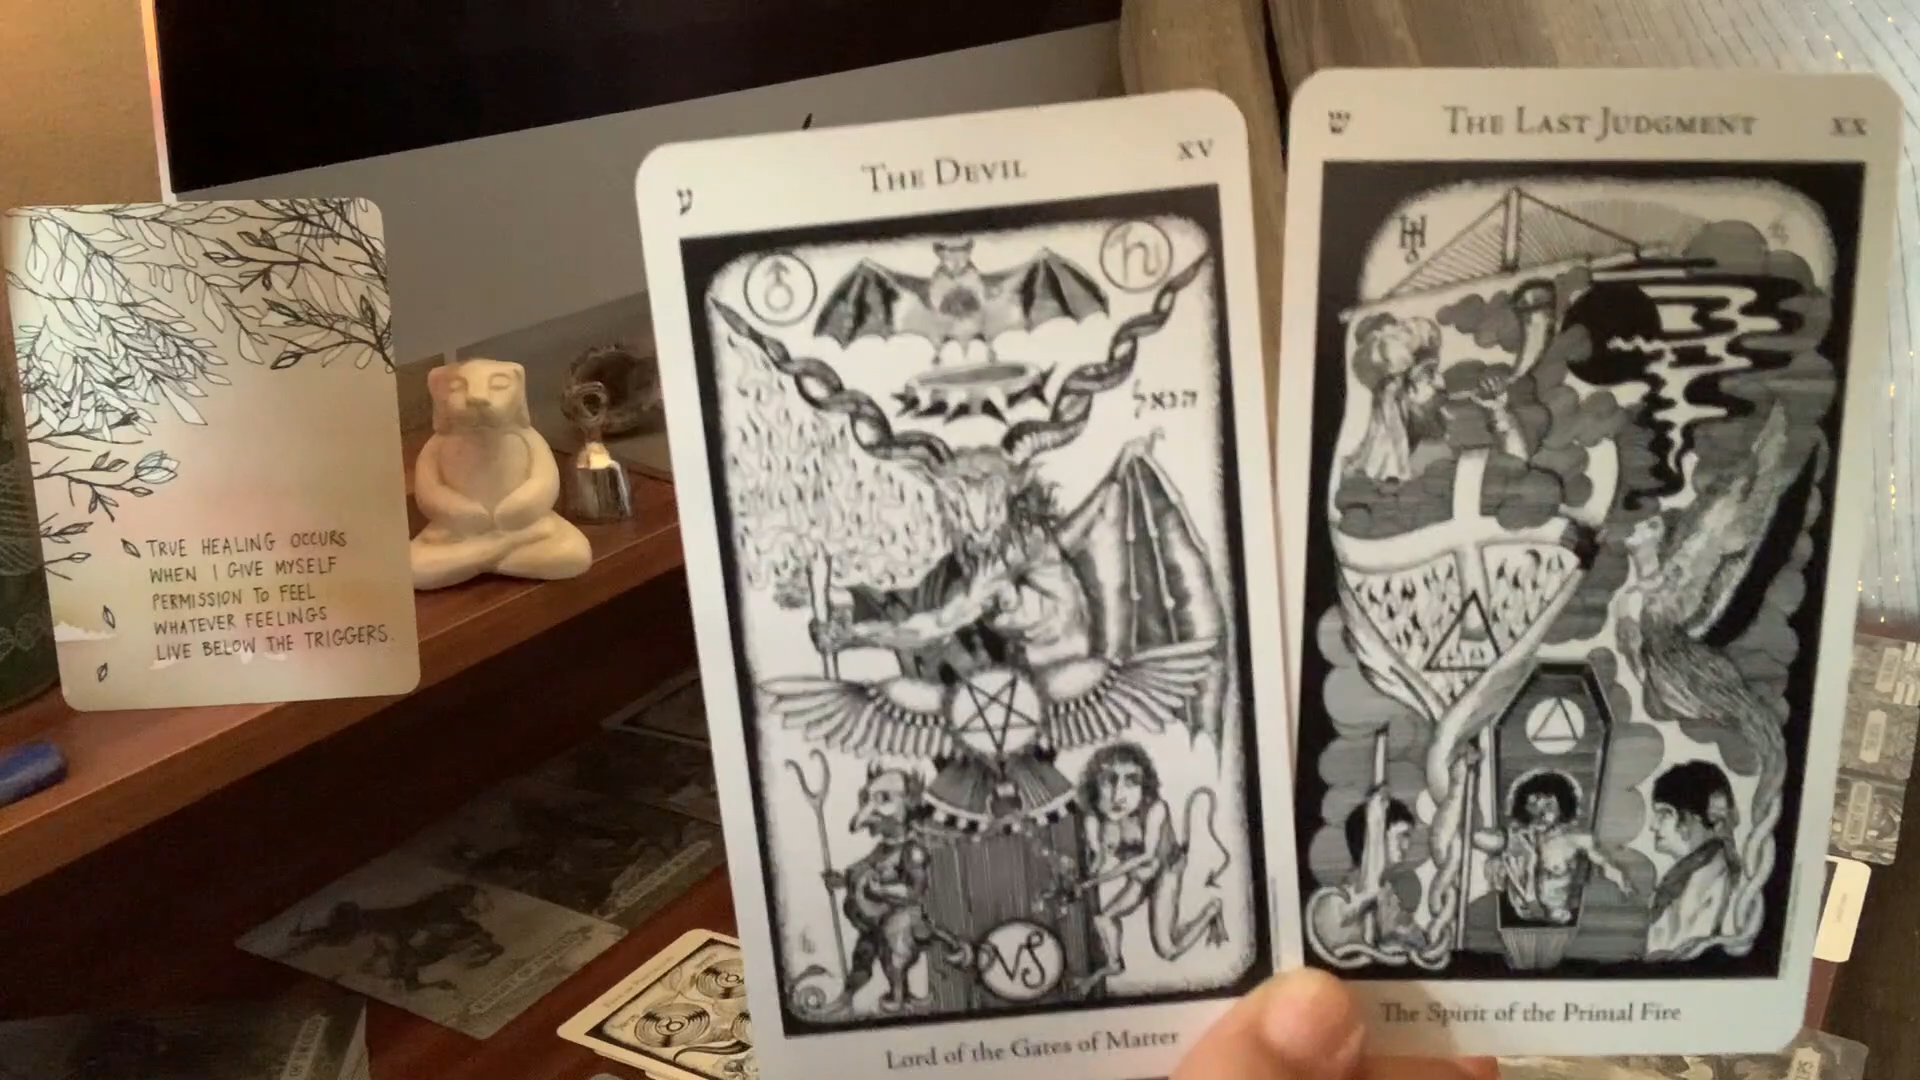 TRUE HEALING OCCURS
WHEN I GIVE MYSELF
PERMISSION TO FEEL
WHATEVER FEELINGS
LIVE BELOW THE TRIGGERS.
ע
THE DEVIL
XV
הנאל
Lord of the Gates of Matter
ש
THE LAST JUDGMENT
XX
The Spirit of the Primal Fire